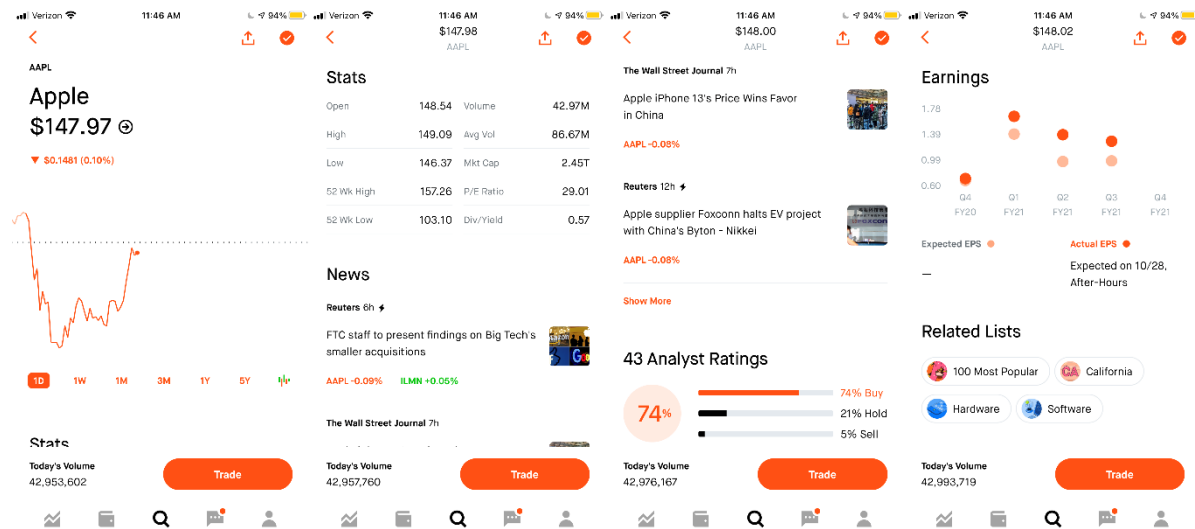 Verizon 11:46 AM 94%
AAPL
Apple
$147.97
▼ $0.1481 (0.10%)
1D 1W 1M 3M 1Y 5Y
Stats
Today's Volume
42,953,602
Trade
Verizon 11:46 AM 94%
$147.98
AAPL
Stats
Open 148.54 Volume 42.97M
High 149.09 Avg Vol 86.67M
Low 146.37 Mkt Cap 2.45T
52 Wk High 157.26 P/E Ratio 29.01
52 Wk Low 103.10 Div/Yield 0.57
News
Reuters 6h
FTC staff to present findings on Big Tech's
smaller acquisitions
AAPL -0.09% ILMN +0.05%
The Wall Street Journal 7h
Today's Volume
42,957,760
Trade
Verizon 11:46 AM 94%
$148.00
AAPL
The Wall Street Journal 7h
Apple iPhone 13's Price Wins Favor
in China
AAPL -0.08%
Reuters 12h
Apple supplier Foxconn halts EV project
with China's Byton - Nikkei
AAPL -0.08%
Show More
43 Analyst Ratings
74%
74% Buy
21% Hold
5% Sell
Today's Volume
42,976,167
Trade
Verizon 11:46 AM 94%
$148.02
AAPL
Earnings
1.78
1.39
0.99
0.60
Q4 Q1 Q2 Q3 Q4
FY20 FY21 FY21 FY21 FY21
Expected EPS Actual EPS
— Expected on 10/28,
After-Hours
Related Lists
100 Most Popular
CA California
Hardware
Software
Today's Volume
42,993,719
Trade